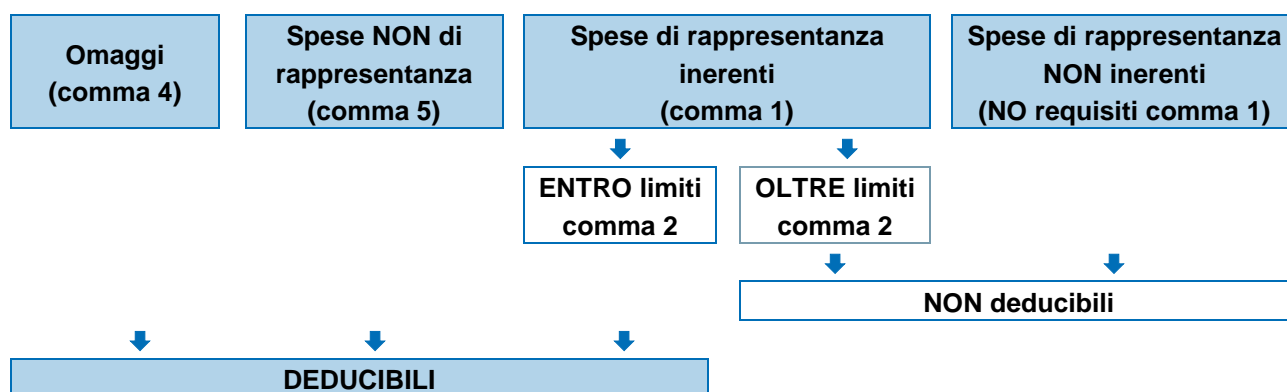 Omaggi
(comma 4)
Spese NON di
rappresentanza
(comma 5)
Spese di rappresentanza
inerenti
(comma 1)
Spese di rappresentanza
NON inerenti
(NO requisiti comma 1)
ENTRO limiti
comma 2
OLTRE limiti
comma 2
NON deducibili
DEDUCIBILI